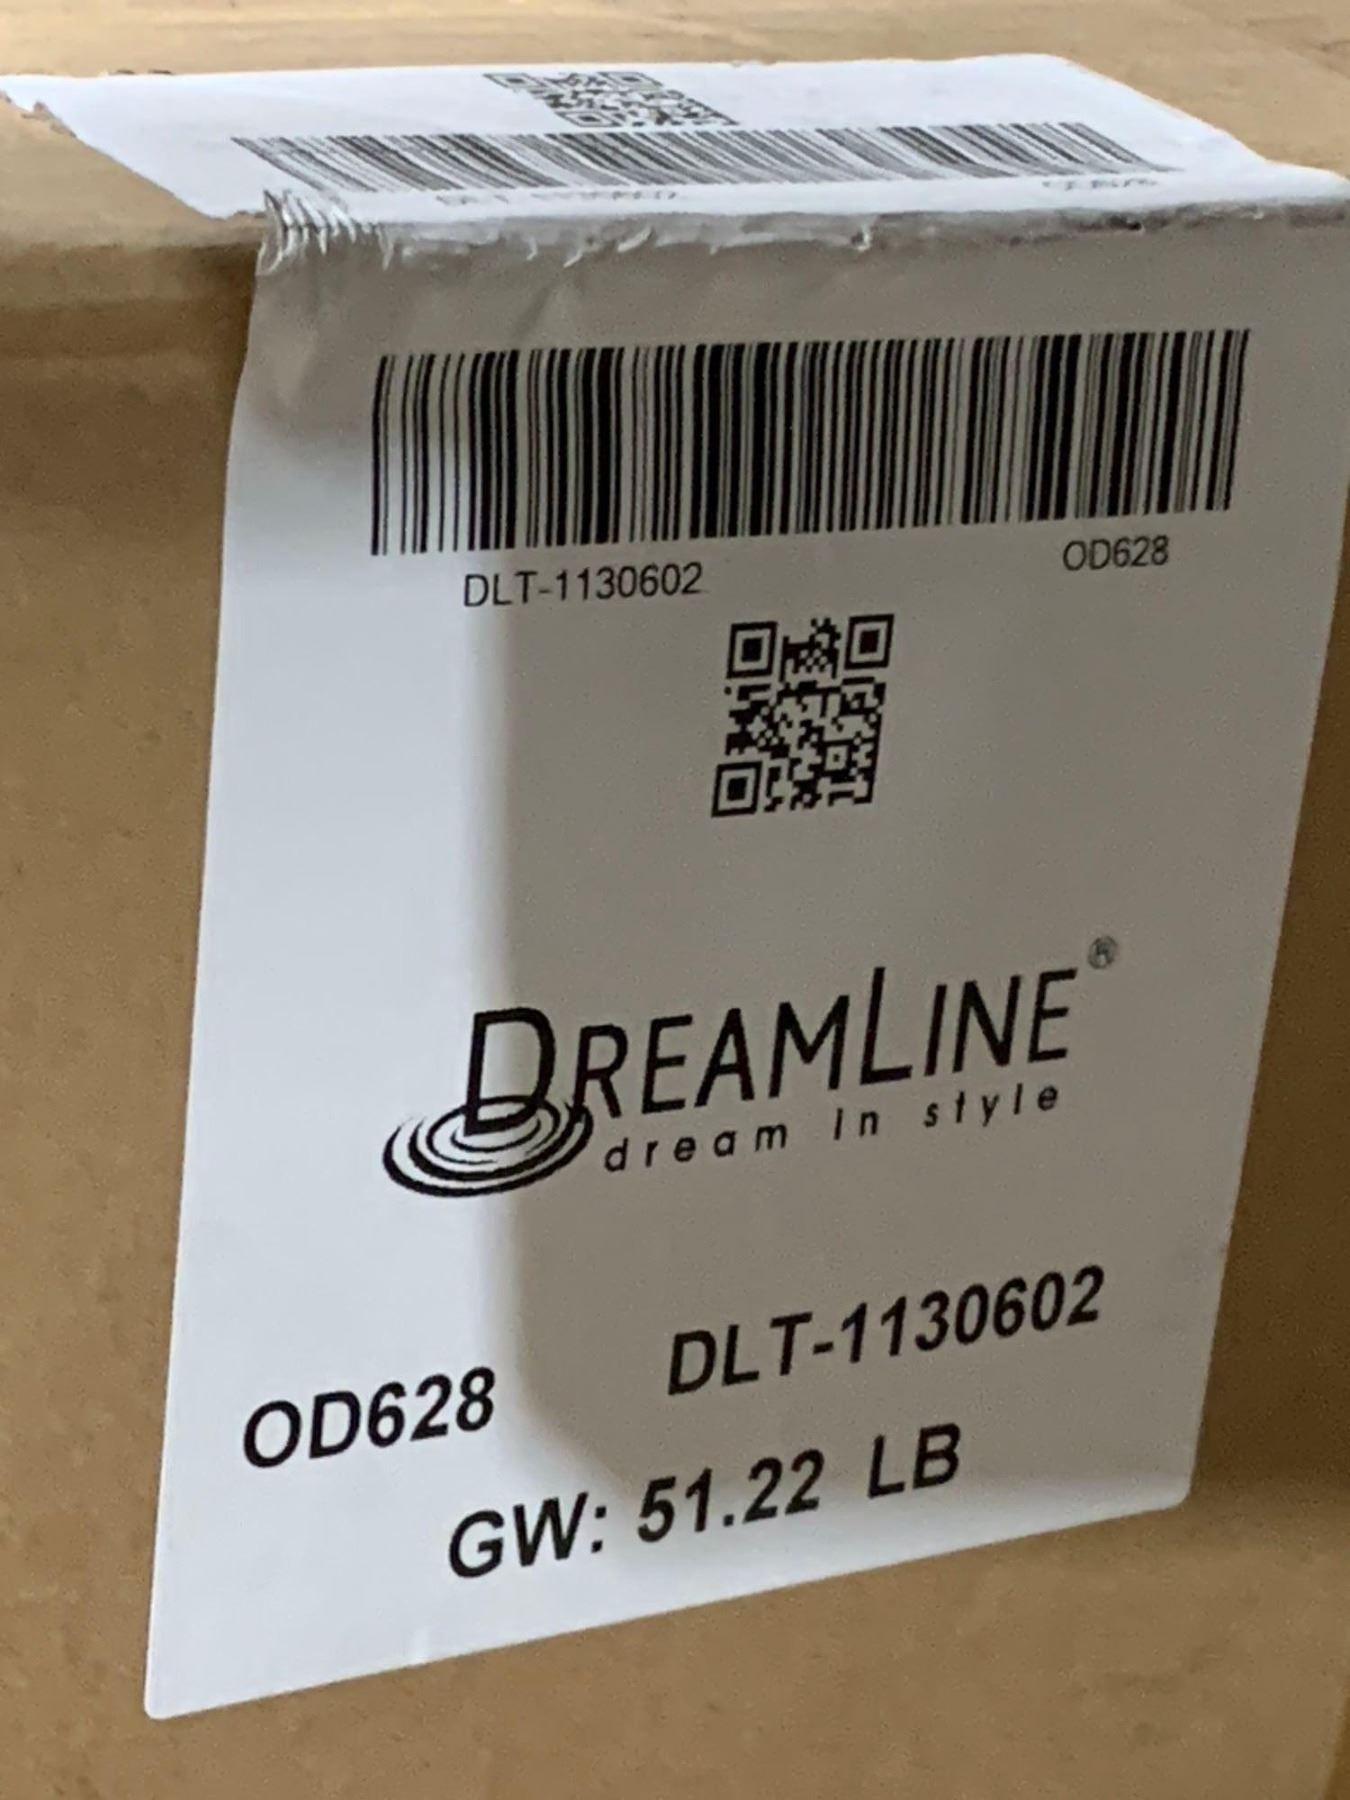 DLT-1130602 OD628
DREAMLINE®
dream in style
OD628 DLT-1130602
GW: 51.22 LB